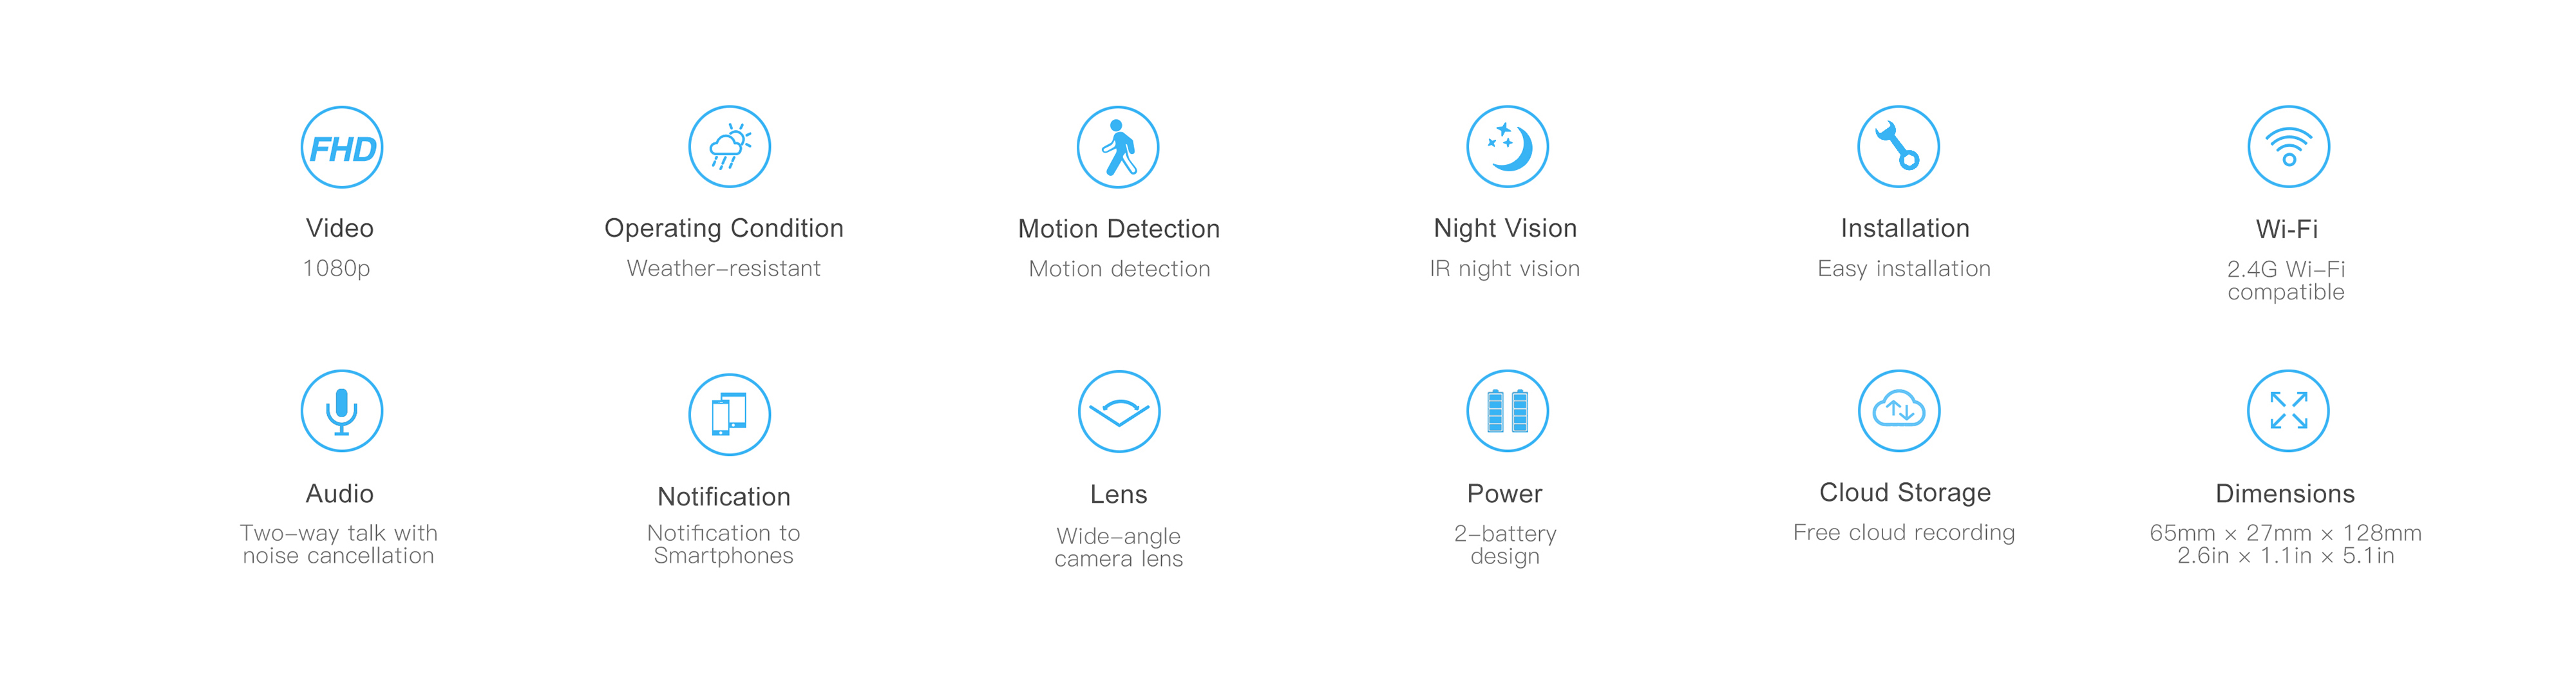 FHD
Video
1080p
Operating Condition
Weather-resistant
Motion Detection
Motion detection
Night Vision
IR night vision
Installation
Easy installation
Wi-Fi
2.4G Wi-Fi
compatible
Audio
Two-way talk with
noise cancellation
Notification
Notification to
Smartphones
Lens
Wide-angle
camera lens
Power
2-battery
design
Cloud Storage
Free cloud recording
Dimensions
65mm × 27mm × 128mm
2.6in × 1.1in × 5.1in